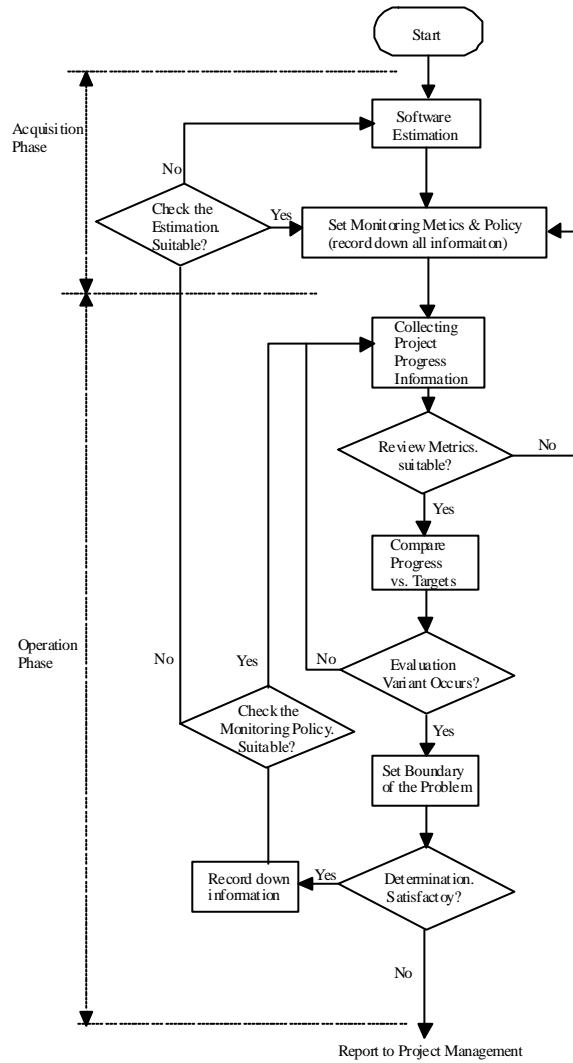 Start
Acquisition
Phase
Software
Estimation
No
Check the
Estimation.
Suitable?
Yes
Set Monitoring Metics & Policy
(record down all informaiton)
Collecting
Project
Progress
Information
Review Metrics.
suitable?
No
Yes
Compare
Progress
vs. Targets
Operation
Phase
No
Yes
No
Evaluation
Variant Occurs?
Check the
Monitoring Policy.
Suitable?
Yes
Set Boundary
of the Problem
Record down
information
Yes
Determination.
Satisfactoy?
No
Report to Project Management